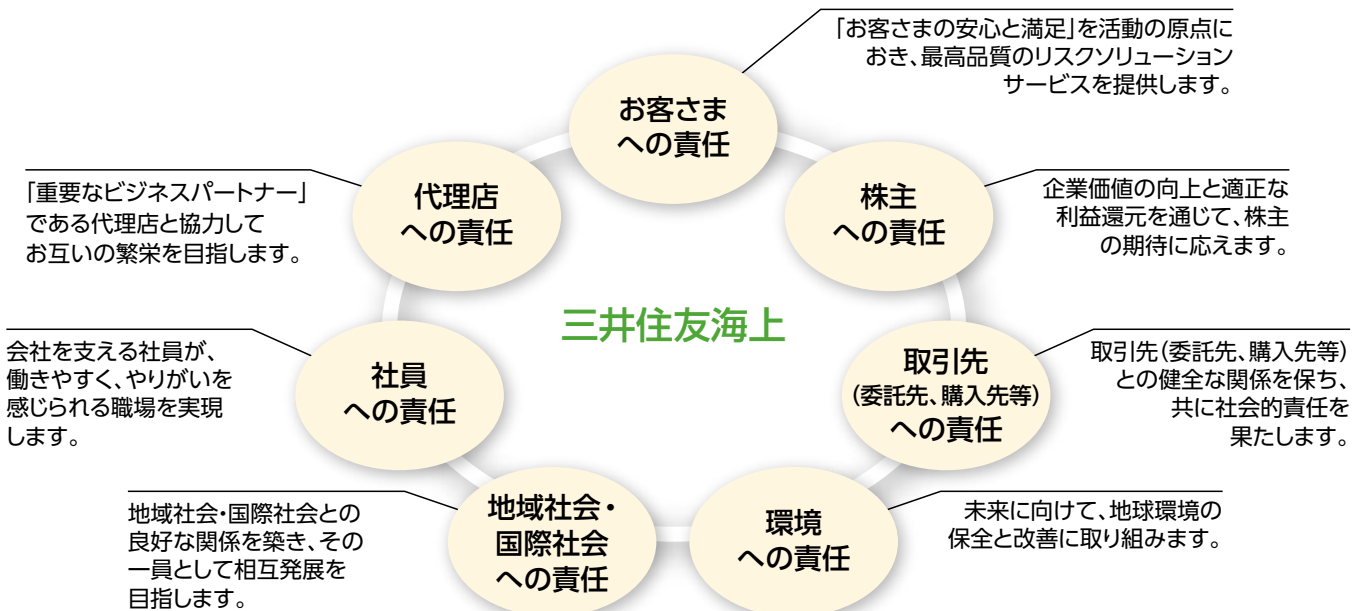 「お客さまの安心と満足」を活動の原点に
おき、最高品質のリスクソリューション
サービスを提供します。
お客さま
への責任
「重要なビジネスパートナー」
である代理店と協力して
お互いの繁栄を目指します。
代理店
への責任
株主
への責任
企業価値の向上と適正な
利益還元を通じて、株主
の期待に応えます。
三井住友海上
会社を支える社員が、
働きやすく、やりがいを
感じられる職場を実現
します。
社員
への責任
取引先
(委託先、購入先等)
への責任
取引先(委託先、購入先等)
との健全な関係を保ち、
共に社会的責任を
果たします。
地域社会・国際社会との
良好な関係を築き、その
一員として相互発展を
目指します。
地域社会・
国際社会
への責任
環境
への責任
未来に向けて、地球環境の
保全と改善に取り組みます。